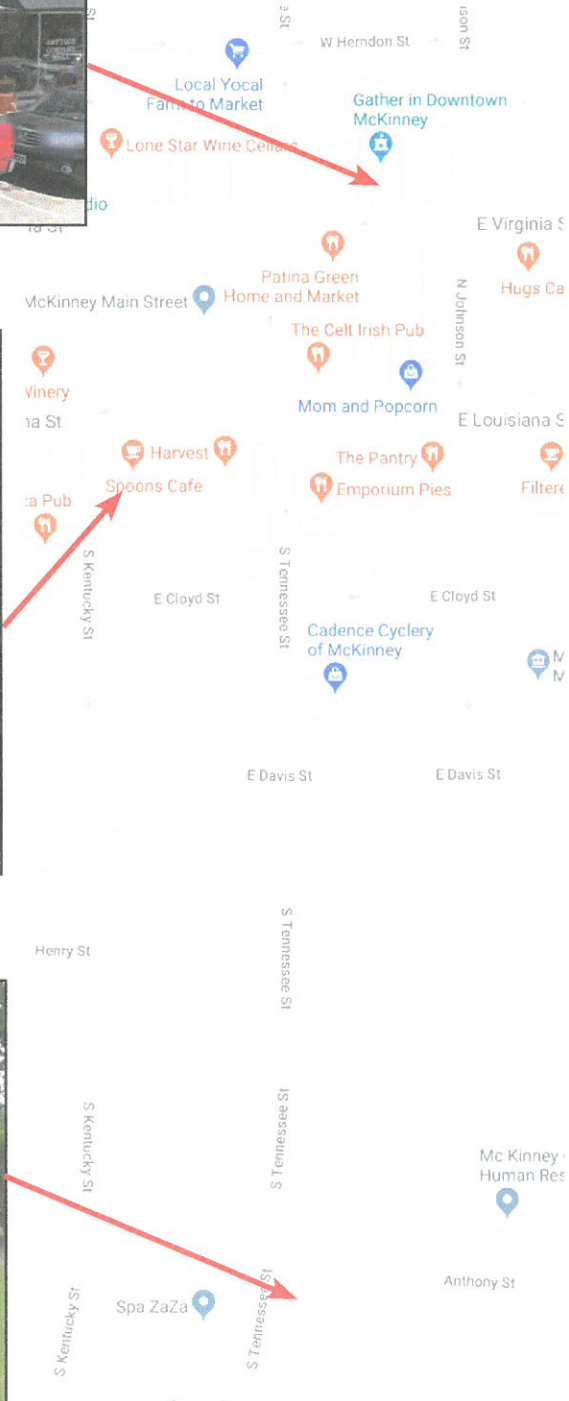 W Herndon St
Local Yocal
Farm to Market
Gather in Downtown
McKinney
Lone Star Wine Cellars
dio
E Virginia
Patina Green
Home and Market
Hugs Ca
McKinney Main Street
N Johnson St
The Celt Irish Pub
Vinery
Mom and Popcorn
na St
E Louisiana S
Harvest
The Pantry
Spoons Cafe
Emporium Pies
Filtere
a Pub
S Kentucky St
S Tennessee St
E Cloyd St
E Cloyd St
Cadence Cyclery
of McKinney
M
M
E Davis St
E Davis St
S Tennessee St
Henry St
S Kentucky St
S Tennessee St
Mc Kinney
Human Res
Anthony St
Spa ZaZa
S Kentucky St
S Tennessee St